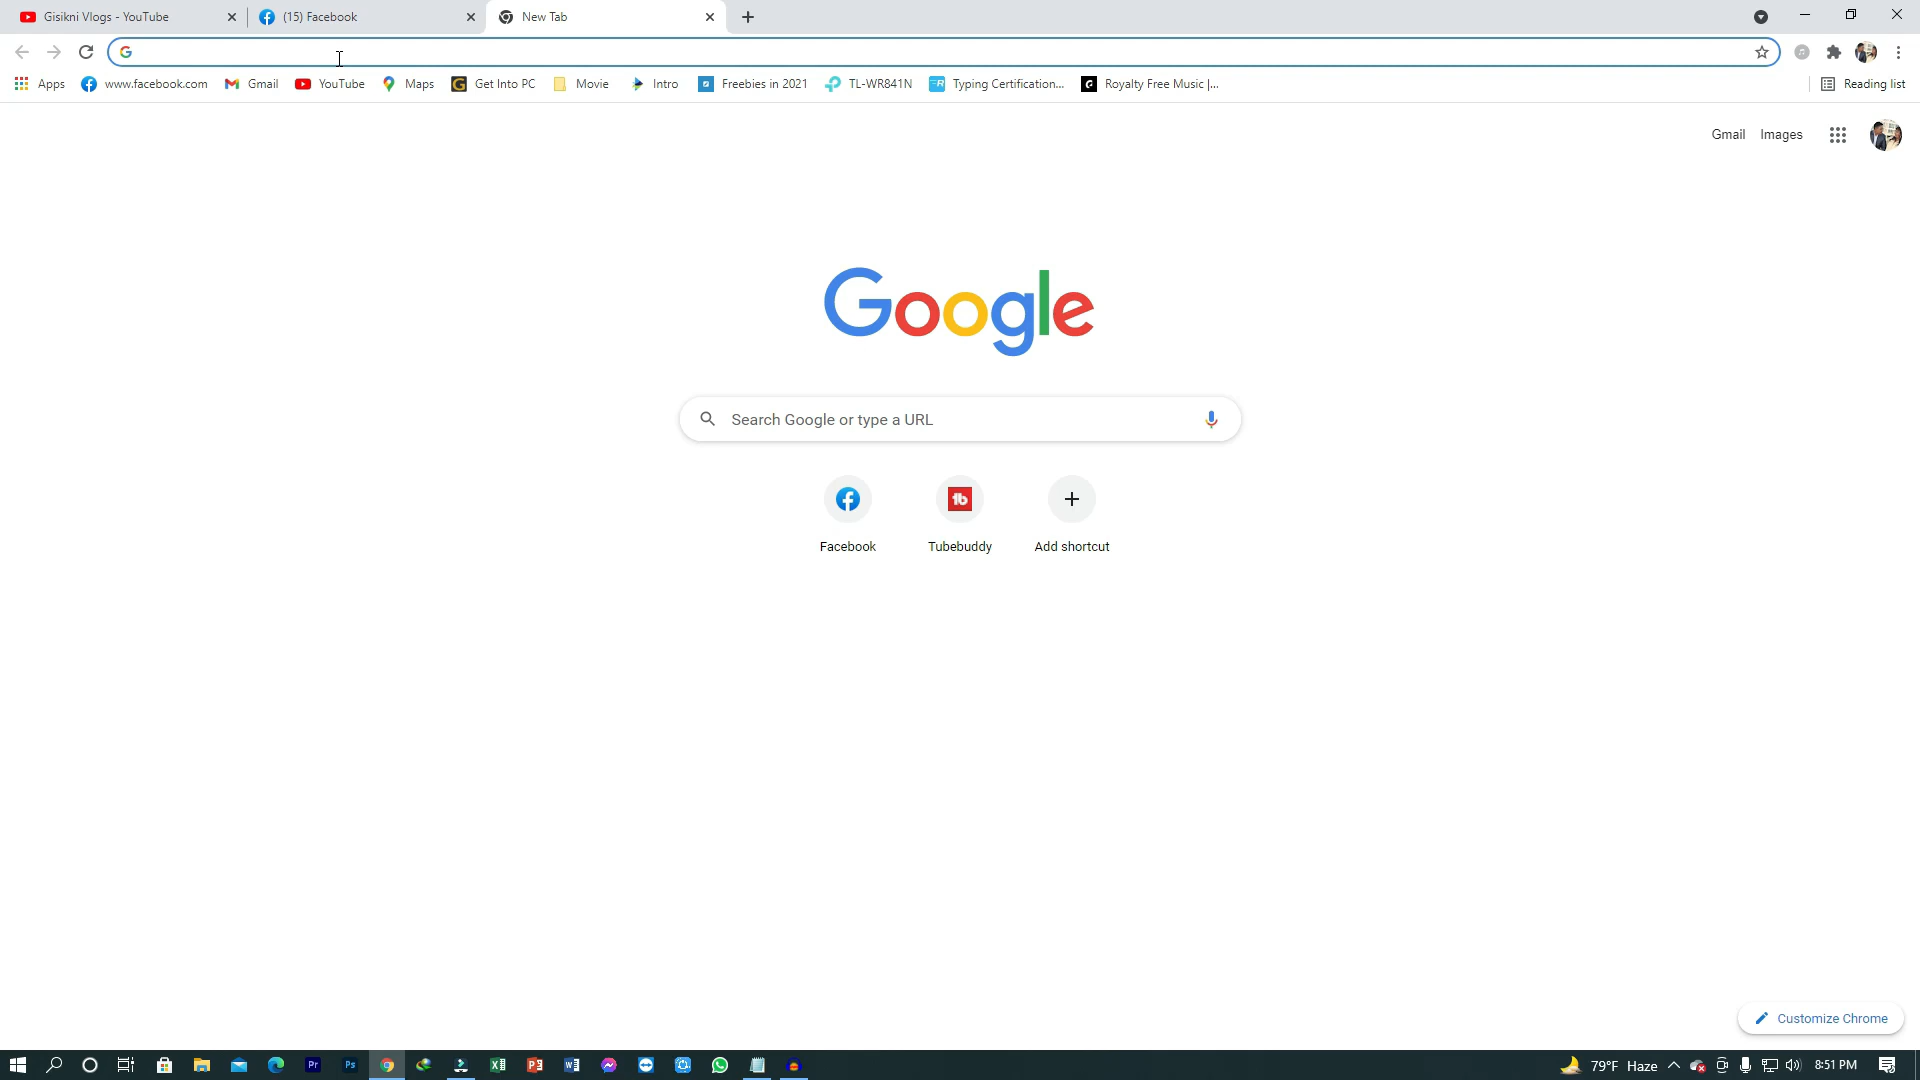 Gisikni Vlogs - YouTube
(15) Facebook
New Tab
Apps
www.facebook.com
Gmail
YouTube
Maps
Get Into PC
Movie
Intro
Freebies in 2021
TL-WR841N
Typing Certification...
Royalty Free Music |...
Reading list
Gmail
Images
Google
Search Google or type a URL
Facebook
Tubebuddy
Add shortcut
Customize Chrome
79°F Haze
8:51 PM